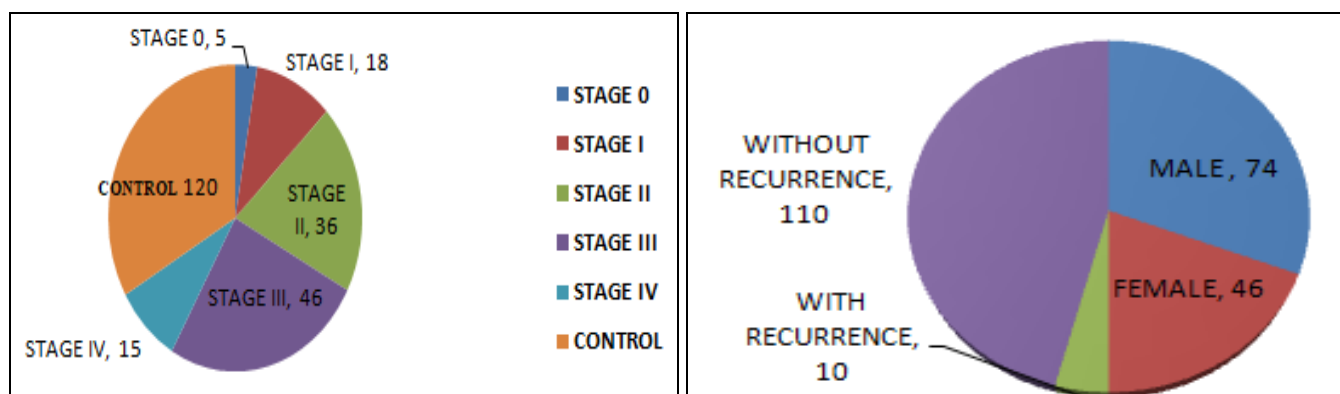 STAGE 0, 5
STAGE I, 18
STAGE
II, 36
STAGE III, 46
STAGE IV, 15
CONTROL 120
STAGE 0
STAGE I
STAGE II
STAGE III
STAGE IV
CONTROL
MALE , 74
FEMALE, 46
WITH
RECURRENCE,
10
WITHOUT
RECURRENCE,
110